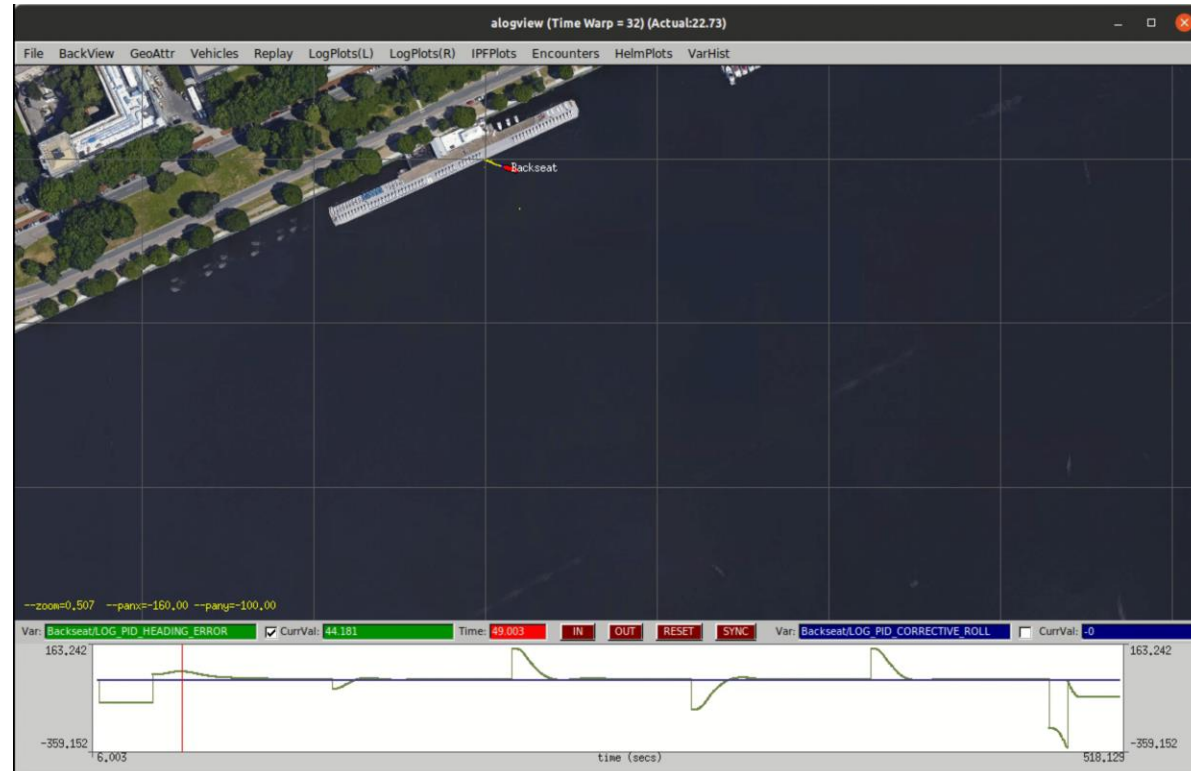 alogview (Time Warp = 32) (Actual:22.73)
File BackView GeoAttr Vehicles Replay LogPlots(L) LogPlots(R) IPFPlots Encounters HelmPlots VarHist
Backseat
--zoom=0.507 --panx=-160.00 --pany=-100.00
Var: Backseat/LOG_PID_HEADING_ERROR CurrVal: 44.181 Time: 49.003 IN OUT RESET SYNC Var: Backseat/LOG_PID_CORRECTIVE_ROLL CurrVal: -0
163.242 163.242
-359.152 -359.152
6.003 time (secs) 518.129